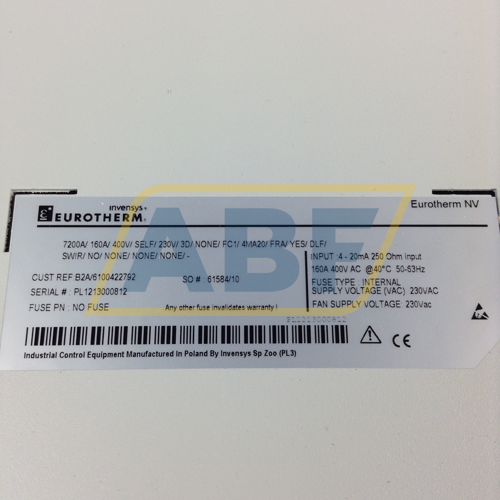 invensys
EUROTHERM
Eurotherm NV
7200A/ 160A/ 400V/ SELF/ 230V/ 3D/ NONE/ FC1/ 4MA20/ FRA/ YES/ DLF/
SWIR/ NO/ NONE/ NONE/ NONE/ -
INPUT : 4 - 20mA 250 Ohm Input
160A 400V AC @40°C 50-63Hz
FUSE TYPE : INTERNAL
SUPPLY VOLTAGE (VAC) 230VAC
FAN SUPPLY VOLTAGE: 230Vac
CUST REF B2A/6100422792
SO # : 61584/10
SERIAL # : PL1213000812
FUSE PN : NO FUSE
Any other fuse invalidates warranty !
PL1213000812
CE
Industrial Control Equipment Manufactured In Poland By Invensys Sp Zoo (PL3)
ABF